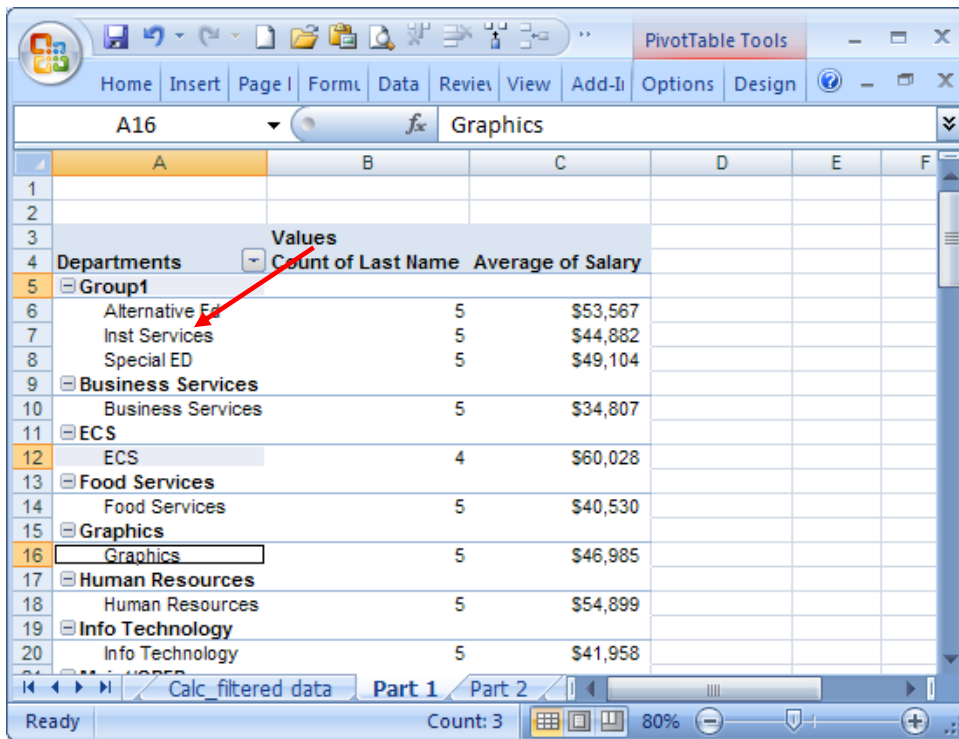 PivotTable Tools
Home Insert Page l Formu Data Review View Add-In Options Design
A16 fx Graphics
A B C D E F
1
2
3 Values
4 Departments Count of Last Name Average of Salary
5 Group1
6 Alternative Ed 5 $53,567
7 Inst Services 5 $44,882
8 Special ED 5 $49,104
9 Business Services
10 Business Services 5 $34,807
11 ECS
12 ECS 4 $60,028
13 Food Services
14 Food Services 5 $40,530
15 Graphics
16 Graphics 5 $46,985
17 Human Resources
18 Human Resources 5 $54,899
19 Info Technology
20 Info Technology 5 $41,958
Calc_filtered data Part 1 Part 2
Ready Count: 3 80%